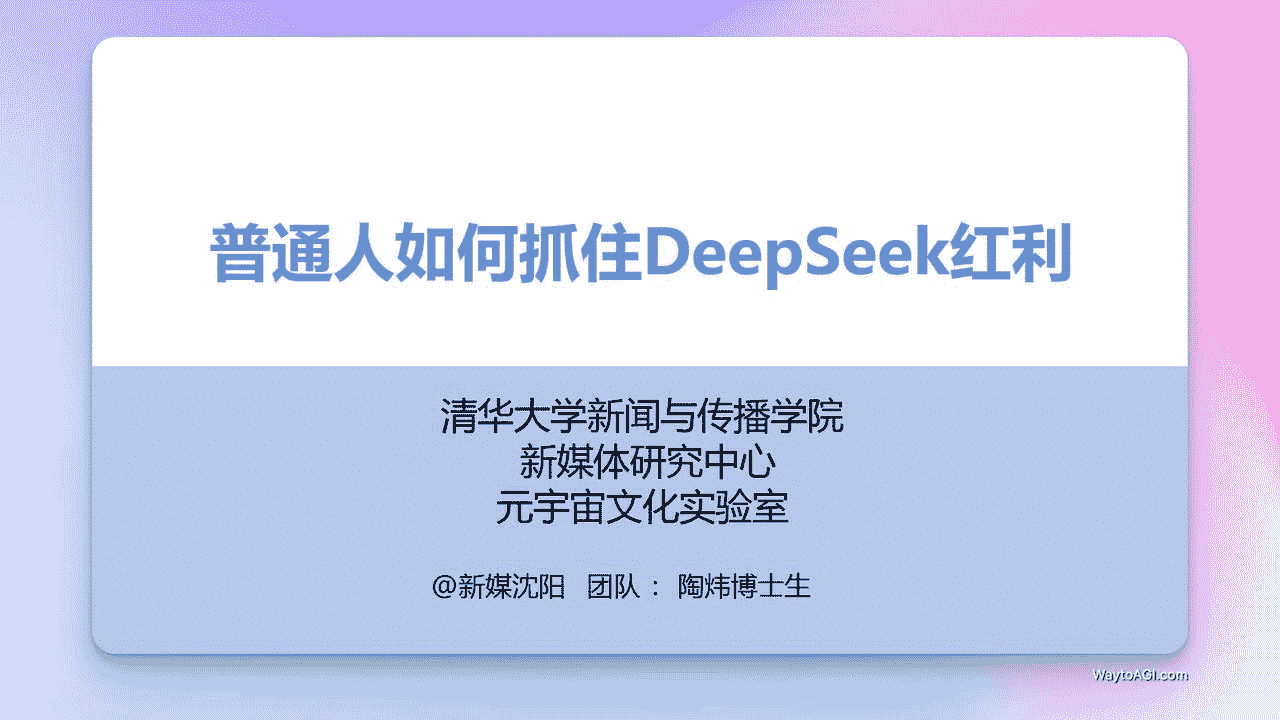 普通人如何抓住DeepSeek红利
清华大学新闻与传播学院
新媒体研究中心
元宇宙文化实验室
@新媒沈阳 团队：陶炜博士生
WaytoAGI.com